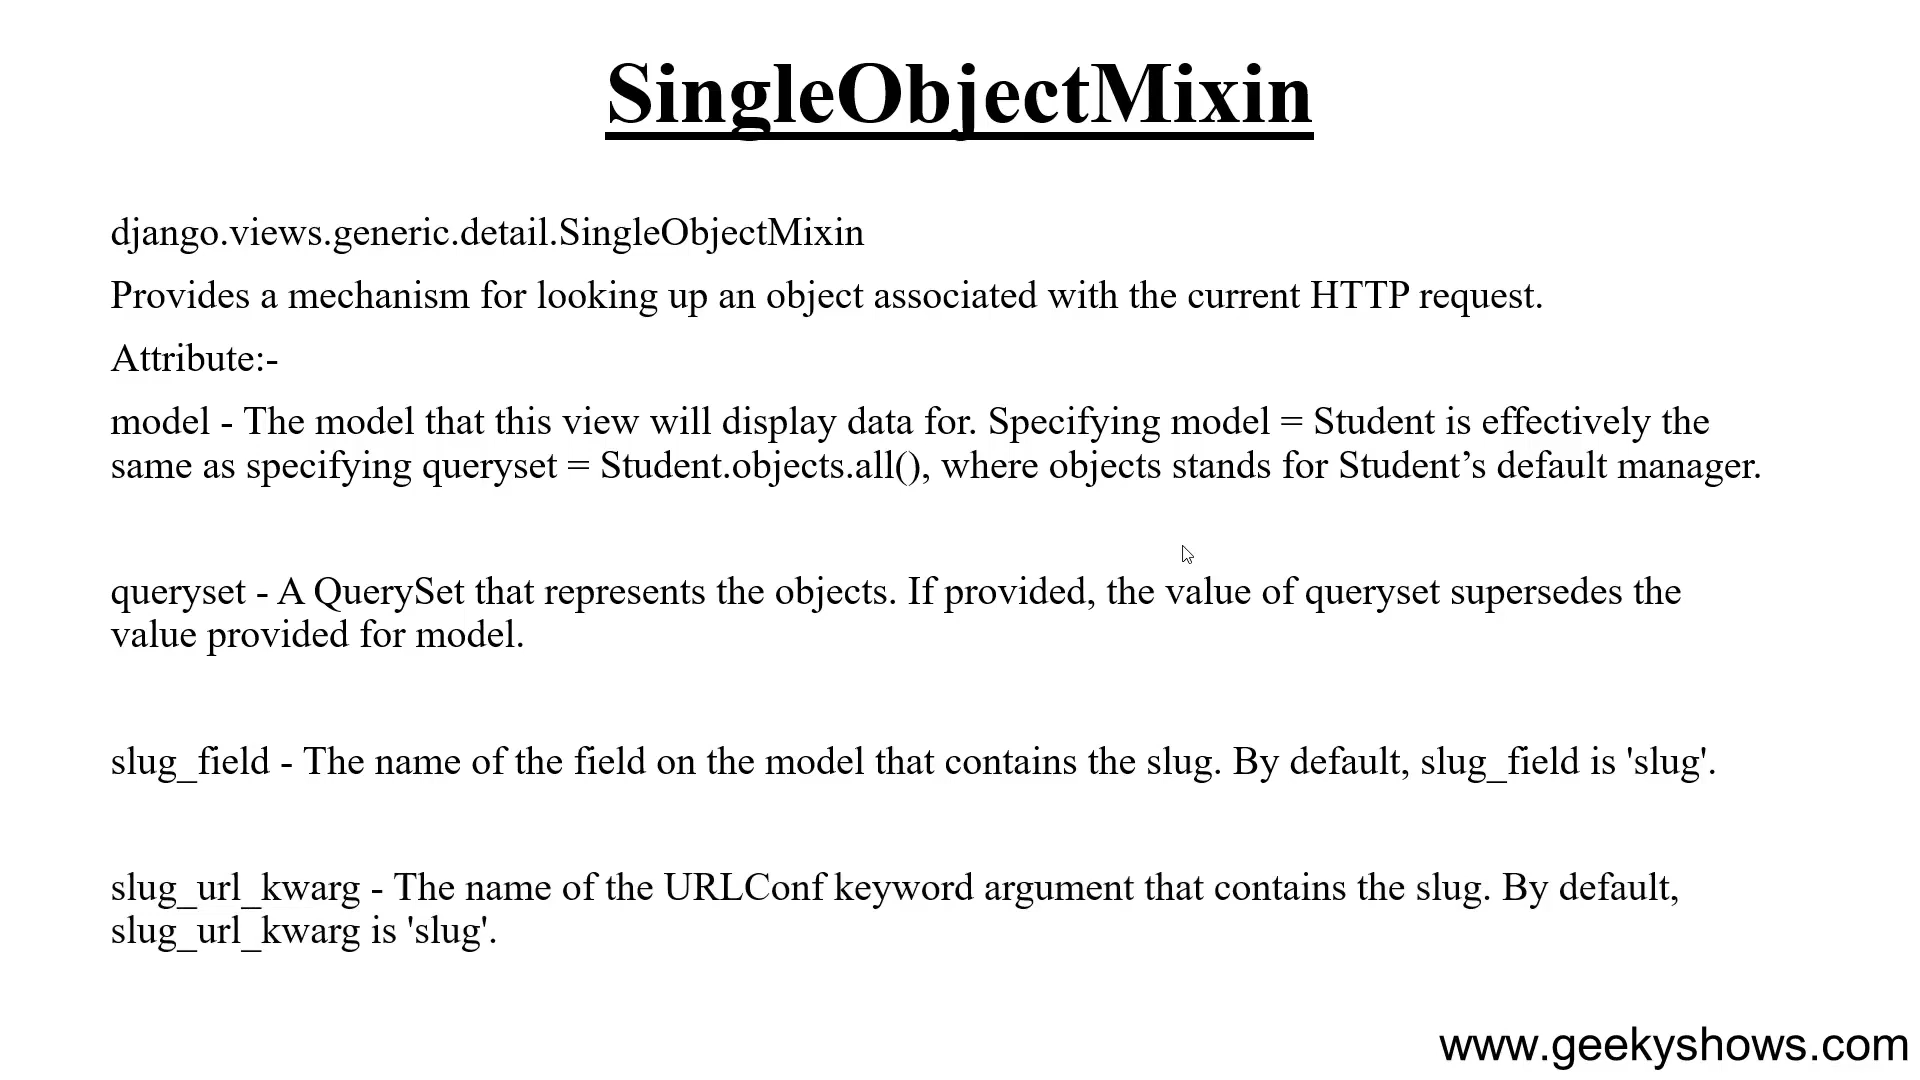 SingleObjectMixin
django.views.generic.detail.SingleObjectMixin
Provides a mechanism for looking up an object associated with the current HTTP request.
Attribute:-
model - The model that this view will display data for. Specifying model = Student is effectively the
same as specifying queryset = Student.objects.all(), where objects stands for Student’s default manager.
queryset - A QuerySet that represents the objects. If provided, the value of queryset supersedes the
value provided for model.
slug_field - The name of the field on the model that contains the slug. By default, slug_field is 'slug'.
slug_url_kwarg - The name of the URLConf keyword argument that contains the slug. By default,
slug_url_kwarg is 'slug'.
www.geekyshows.com